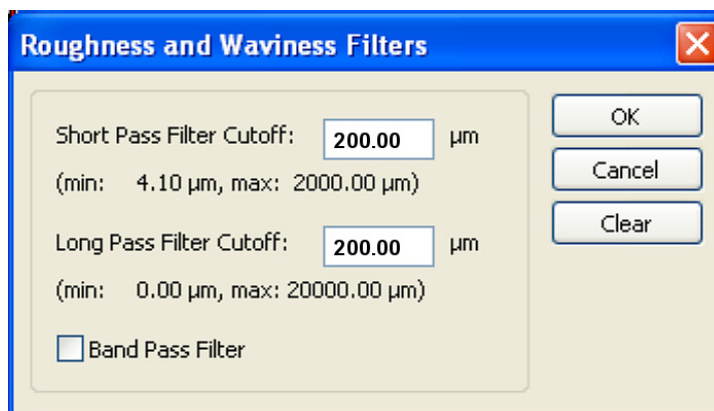 Roughness and Waviness Filters
Short Pass Filter Cutoff: 200.00 µm
(min: 4.10 µm, max: 2000.00 µm)
Long Pass Filter Cutoff: 200.00 µm
(min: 0.00 µm, max: 20000.00 µm)
Band Pass Filter
OK
Cancel
Clear